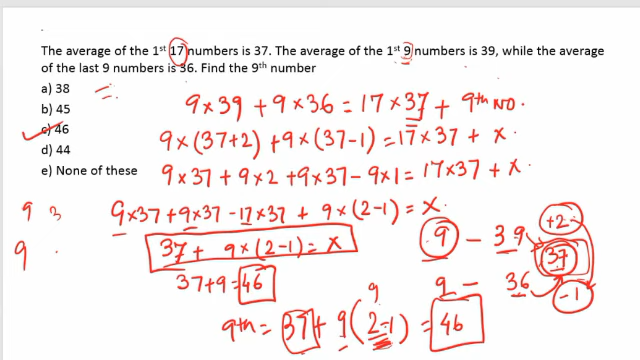 The average of the 1st 17 numbers is 37. The average of the 1st 9 numbers is 39, while the average
of the last 9 numbers is 36. Find the 9th number
a) 38
b) 45
c) 46
d) 44
e) None of these
9×39 + 9×36 = 17×37 + 9th NO.
9×(37+2) + 9×(37-1) = 17×37 + x.
9×37 + 9×2 + 9×37 - 9×1 = 17×37 + x.
9 3
9×37 + 9×37 - 17×37 + 9×(2-1) = x.
9
37 + 9×(2-1) = x
37+9 = 46
9 - 39
+2
37
9 - 36
-1
9
9th = 37 + 9(2-1) = 46